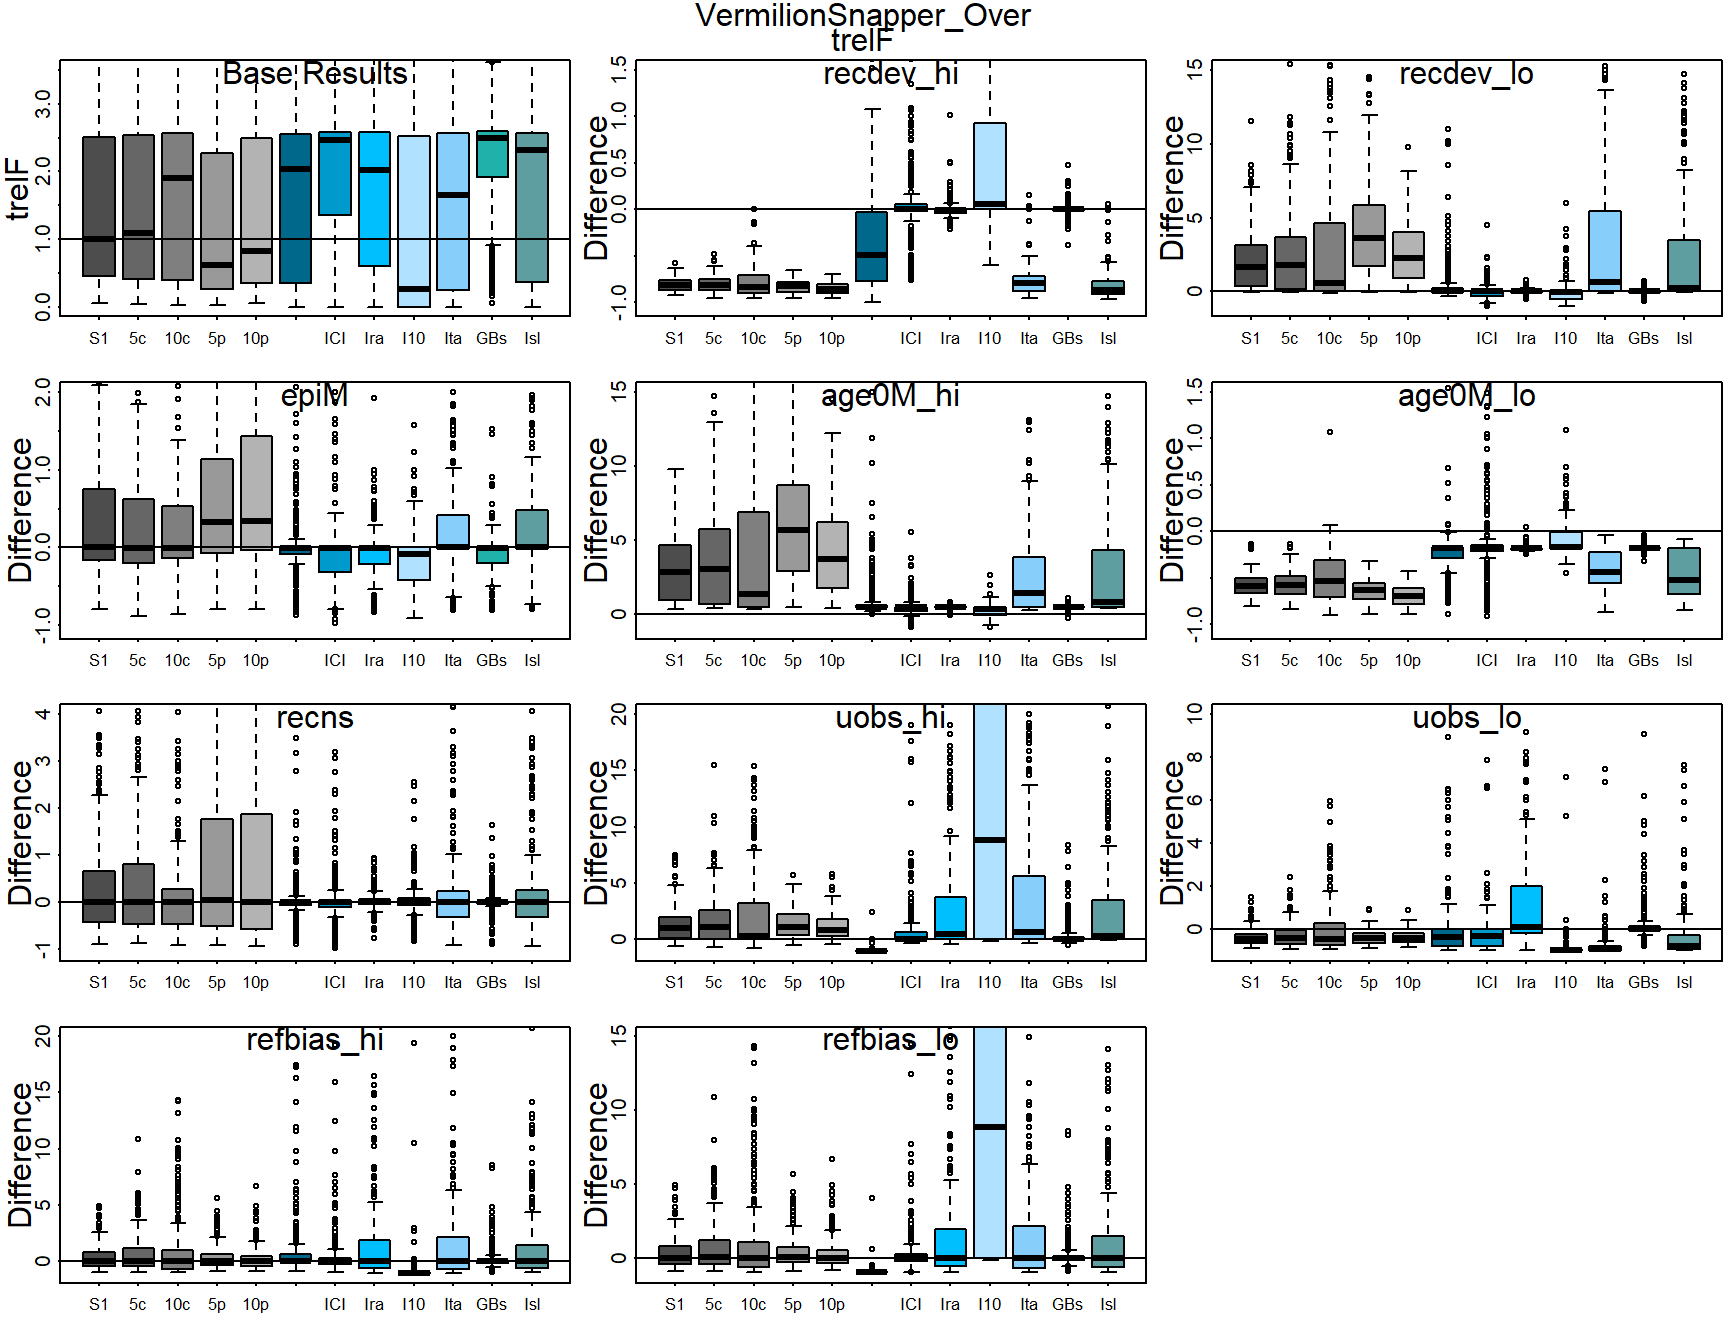 VermilionSnapper_Over
trelF
Base Results
recdev_hi
recdev_lo
trelF
0.0 1.0 2.0 3.0
Difference
-1.0 0.0 0.5 1.0 1.5
Difference
0 5 10 15
S1 5c 10c 5p 10p ICI Ira I10 Ita GBs Isl
S1 5c 10c 5p 10p ICI Ira I10 Ita GBs Isl
S1 5c 10c 5p 10p ICI Ira I10 Ita GBs Isl
epiM
age0M_hi
age0M_lo
Difference
-1.0 0.0 1.0 2.0
Difference
0 5 10 15
Difference
-1.0 0.0 0.5 1.0 1.5
S1 5c 10c 5p 10p ICI Ira I10 Ita GBs Isl
S1 5c 10c 5p 10p ICI Ira I10 Ita GBs Isl
S1 5c 10c 5p 10p ICI Ira I10 Ita GBs Isl
recns
uobs_hi
uobs_lo
Difference
-1 0 1 2 3 4
Difference
0 5 10 15 20
Difference
0 2 4 6 8 10
S1 5c 10c 5p 10p ICI Ira I10 Ita GBs Isl
S1 5c 10c 5p 10p ICI Ira I10 Ita GBs Isl
S1 5c 10c 5p 10p ICI Ira I10 Ita GBs Isl
refbias_hi
refbias_lo
Difference
0 5 10 15 20
Difference
0 5 10 15
S1 5c 10c 5p 10p ICI Ira I10 Ita GBs Isl
S1 5c 10c 5p 10p ICI Ira I10 Ita GBs Isl